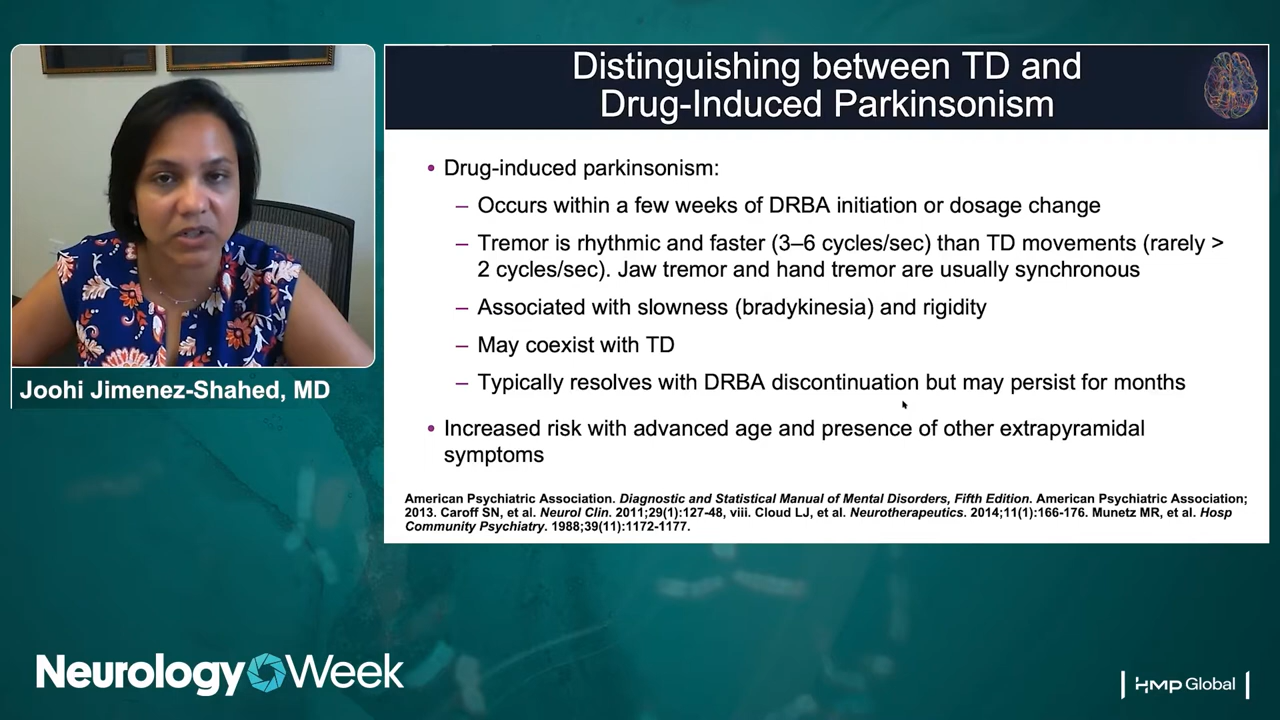 Distinguishing between TD and
Drug-Induced Parkinsonism
• Drug-induced parkinsonism:
– Occurs within a few weeks of DRBA initiation or dosage change
– Tremor is rhythmic and faster (3–6 cycles/sec) than TD movements (rarely >
2 cycles/sec). Jaw tremor and hand tremor are usually synchronous
– Associated with slowness (bradykinesia) and rigidity
– May coexist with TD
– Typically resolves with DRBA discontinuation but may persist for months
• Increased risk with advanced age and presence of other extrapyramidal
symptoms
American Psychiatric Association. Diagnostic and Statistical Manual of Mental Disorders, Fifth Edition. American Psychiatric Association;
2013. Caroff SN, et al. Neurol Clin. 2011;29(1):127-48, viii. Cloud LJ, et al. Neurotherapeutics. 2014;11(1):166-176. Munetz MR, et al. Hosp
Community Psychiatry. 1988;39(11):1172-1177.
Joohi Jimenez-Shahed, MD
Neurology Week
HMP Global